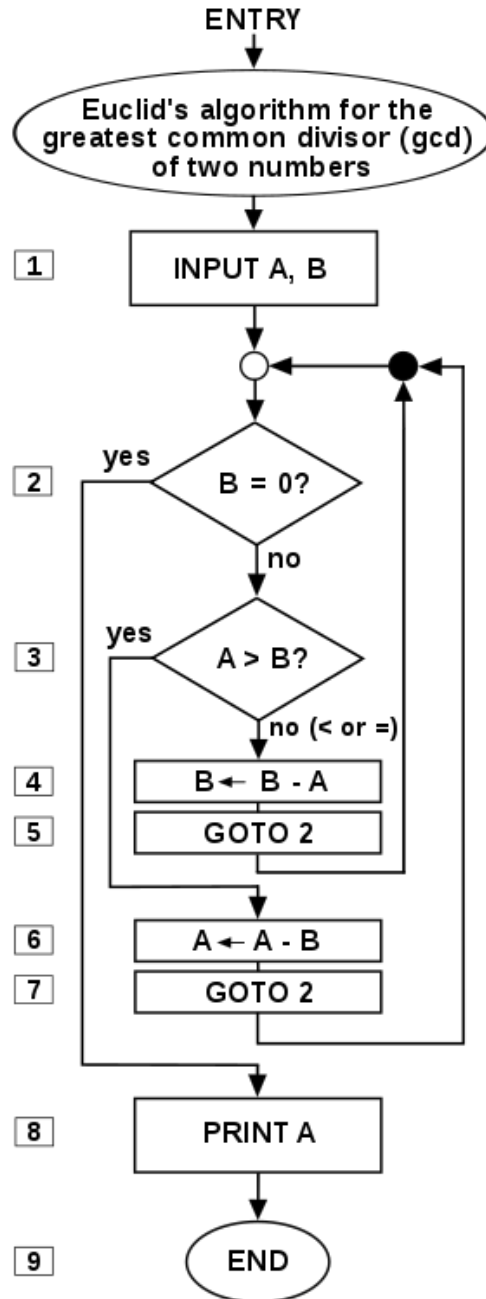 ENTRY
Euclid's algorithm for the
greatest common divisor (gcd)
of two numbers
1
INPUT A, B
yes
2
B = 0?
no
yes
3
A > B?
no (< or =)
4
B ← B - A
5
GOTO 2
6
A ← A - B
7
GOTO 2
8
PRINT A
9
END